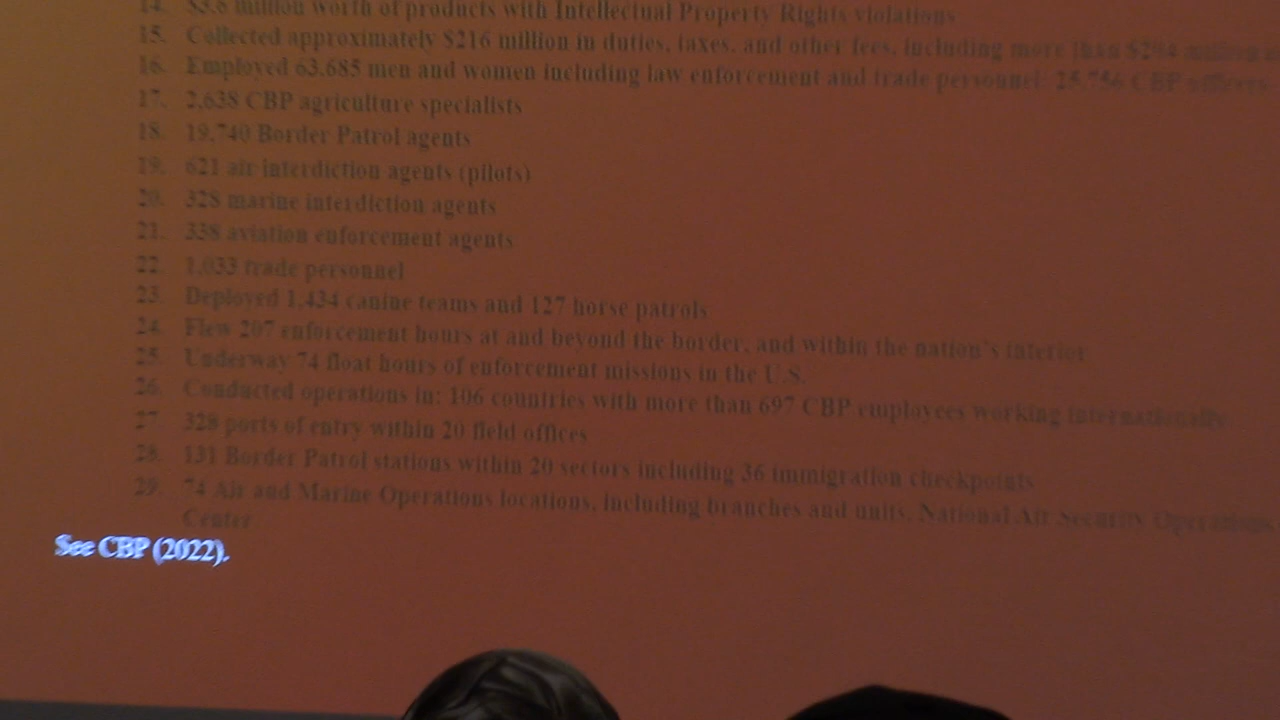 14. $3.6 million worth of products with Intellectual Property Rights violations
15. Collected approximately $216 million in duties, taxes, and other fees, including more than
16. Employed 63,685 men and women including law enforcement and trade personnel: 25,756 CBP officers
17. 2,638 CBP agriculture specialists
18. 19,740 Border Patrol agents
19. 621 air interdiction agents (pilots)
20. 328 marine interdiction agents
21. 338 aviation enforcement agents
22. 1,033 trade personnel
23. Deployed 1,434 canine teams and 127 horse patrols
24. Flew 207 enforcement hours at and beyond the border, and within the nation's interior
25. Underway 74 float hours of enforcement missions in the U.S.
26. Conducted operations in: 106 countries with more than 697 CBP employees working internationally
27. 328 ports of entry within 20 field offices
28. 131 Border Patrol stations within 20 sectors including 36 immigration checkpoints
29. 74 Air and Marine Operations locations, including branches and units, National Air Security Operations
Center
See CBP (2022).